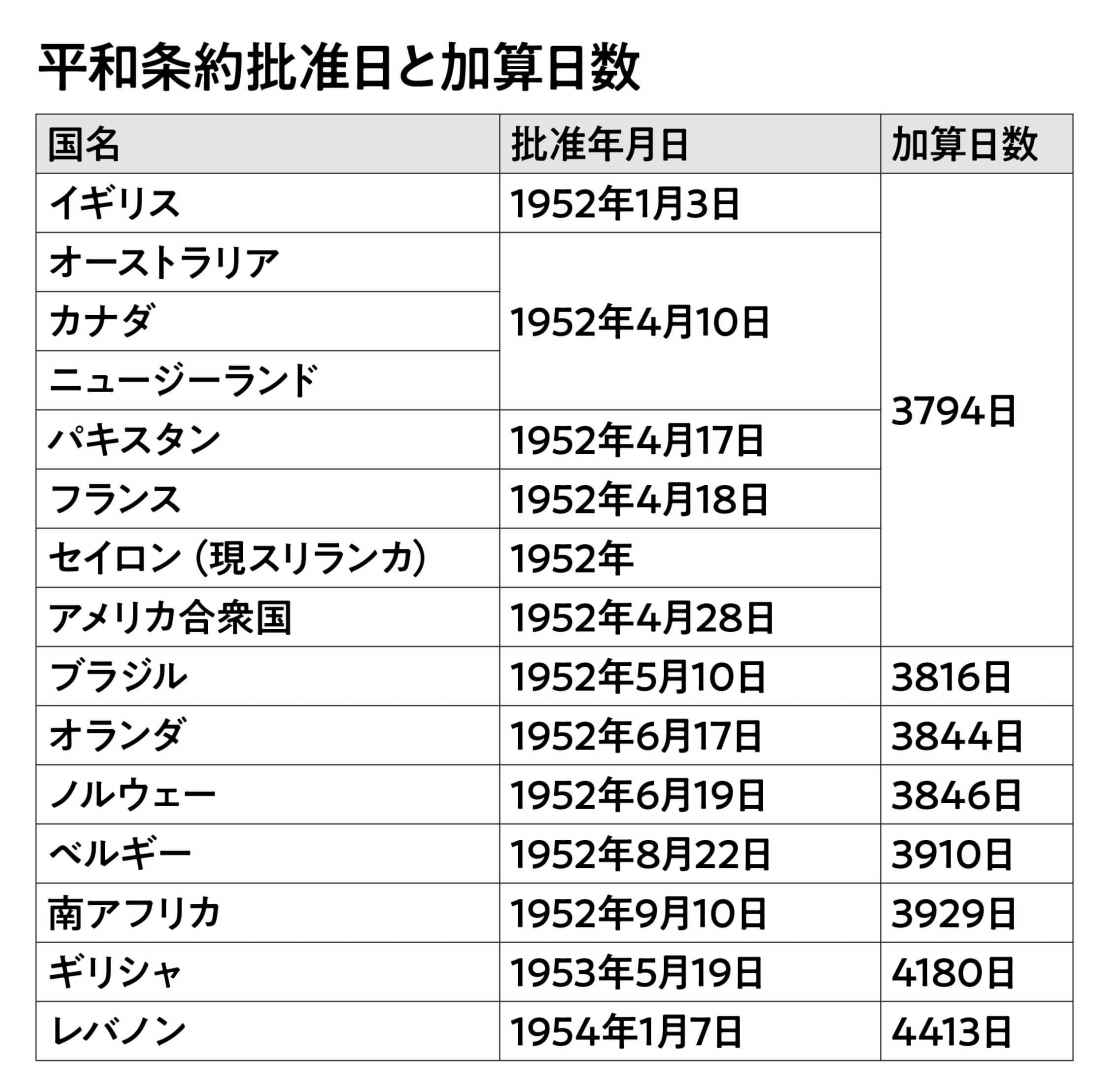 平和条約批准日と加算日数
国名 批准年月日 加算日数
イギリス 1952年1月3日
オーストラリア
カナダ 1952年4月10日
ニュージーランド
3794日
パキスタン 1952年4月17日
フランス 1952年4月18日
セイロン（現スリランカ） 1952年
アメリカ合衆国 1952年4月28日
ブラジル 1952年5月10日 3816日
オランダ 1952年6月17日 3844日
ノルウェー 1952年6月19日 3846日
ベルギー 1952年8月22日 3910日
南アフリカ 1952年9月10日 3929日
ギリシャ 1953年5月19日 4180日
レバノン 1954年1月7日 4413日